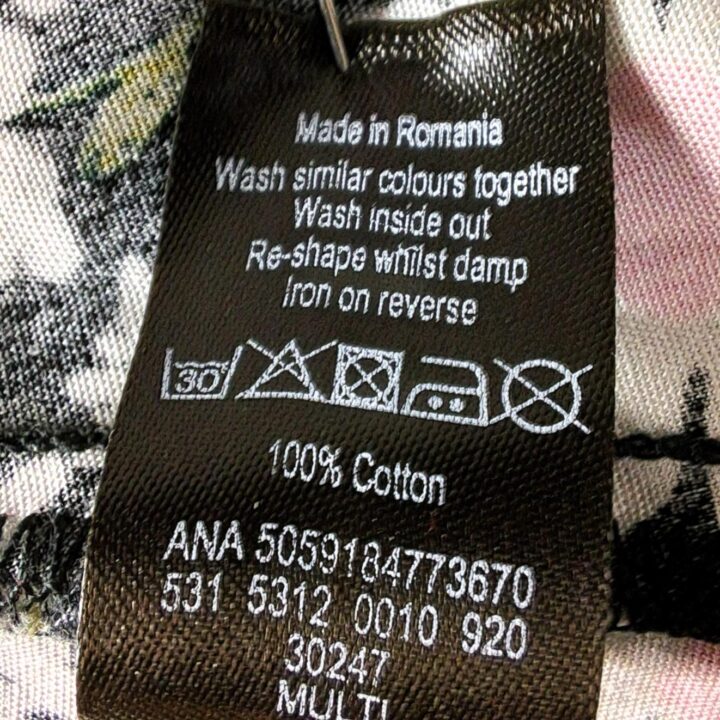 Made in Romania
Wash similar colours together
Wash inside out
Re-shape whilst damp
Iron on reverse
30
100% Cotton
ANA 5059184773670
531 5312 0010 920
30247
MULTI